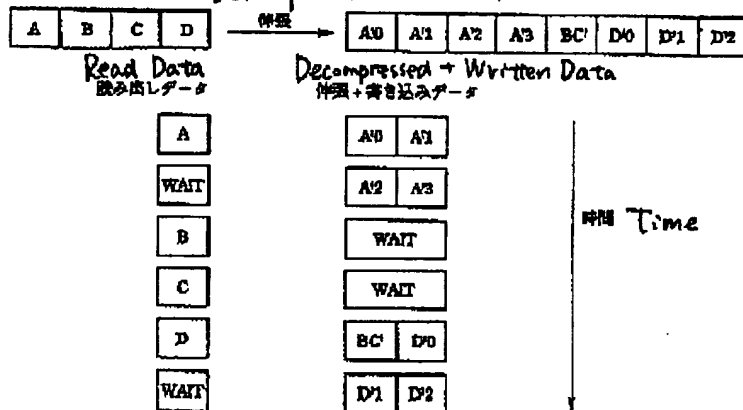 A B C D 伸張 A'0 A'1 A'2 A'3 BC' D'0 D'1 D'2
Read Data Decompressed + Written Data
読み出しデータ 伸張+書き込みデータ
A A'0 A'1
WAIT A'2 A'3
時間 Time
B WAIT
C WAIT
D BC' D'0
WAIT D'1 D'2